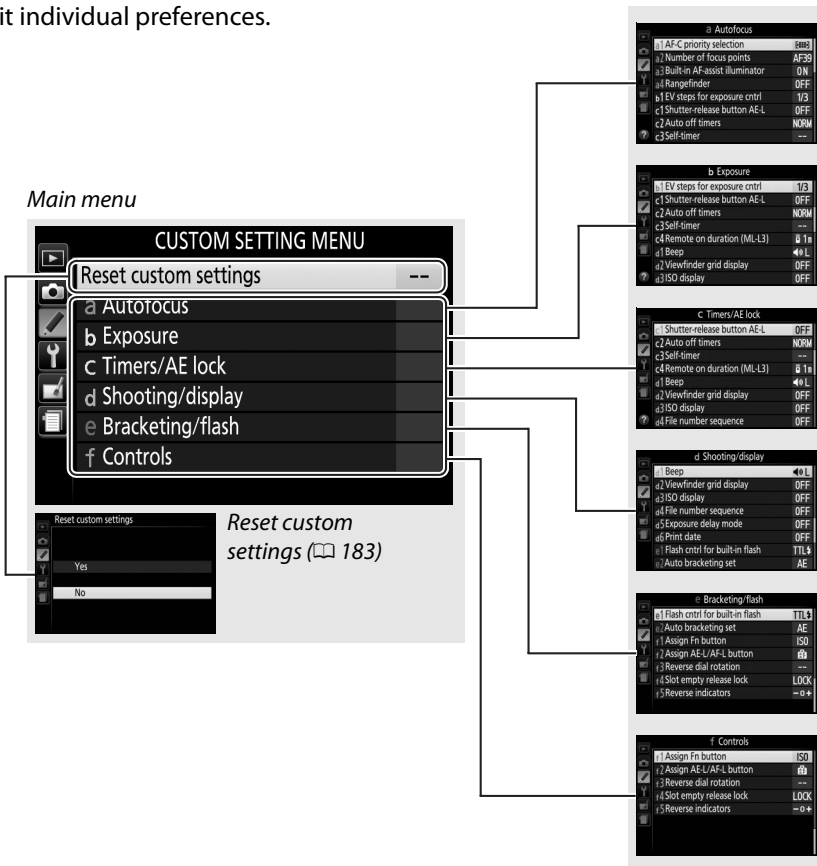 it individual preferences.
Main menu
CUSTOM SETTING MENU
Reset custom settings --
a Autofocus
b Exposure
c Timers/AE lock
d Shooting/display
e Bracketing/flash
f Controls
Reset custom settings
Yes
No
Reset custom
settings (📖 183)
a Autofocus
a1 AF-C priority selection
a2 Number of focus points AF39
a3 Built-in AF-assist illuminator ON
a4 Rangefinder OFF
b1 EV steps for exposure cntrl 1/3
c1 Shutter-release button AE-L OFF
c2 Auto off timers NORM
c3 Self-timer --
b Exposure
b1 EV steps for exposure cntrl 1/3
c1 Shutter-release button AE-L OFF
c2 Auto off timers NORM
c3 Self-timer --
c4 Remote on duration (ML-L3) 1m
d1 Beep L
d2 Viewfinder grid display OFF
d3 ISO display OFF
c Timers/AE lock
c1 Shutter-release button AE-L OFF
c2 Auto off timers NORM
c3 Self-timer --
c4 Remote on duration (ML-L3) 1m
d1 Beep L
d2 Viewfinder grid display OFF
d3 ISO display OFF
d4 File number sequence OFF
d Shooting/display
d1 Beep L
d2 Viewfinder grid display OFF
d3 ISO display OFF
d4 File number sequence OFF
d5 Exposure delay mode OFF
d6 Print date OFF
e1 Flash cntrl for built-in flash TTL⚡
e2 Auto bracketing set AE
e Bracketing/flash
e1 Flash cntrl for built-in flash TTL⚡
e2 Auto bracketing set AE
f1 Assign Fn button ISO
f2 Assign AE-L/AF-L button
f3 Reverse dial rotation --
f4 Slot empty release lock LOCK
f5 Reverse indicators -0+
f Controls
f1 Assign Fn button ISO
f2 Assign AE-L/AF-L button
f3 Reverse dial rotation --
f4 Slot empty release lock LOCK
f5 Reverse indicators -0+